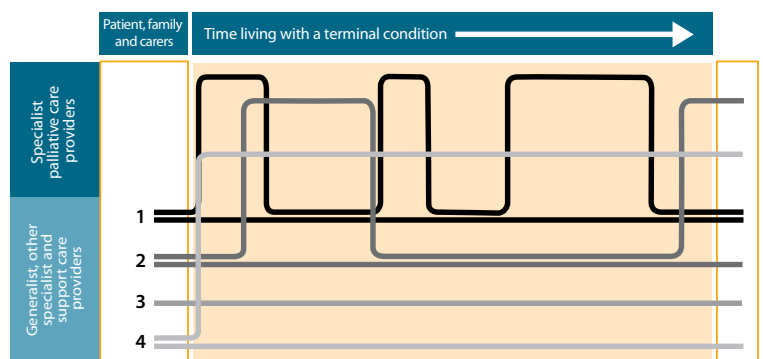 Patient, family
and carers
Time living with a terminal condition
Specialist
palliative care
providers
Generalist, other
specialist and
support care
providers
1
2
3
4